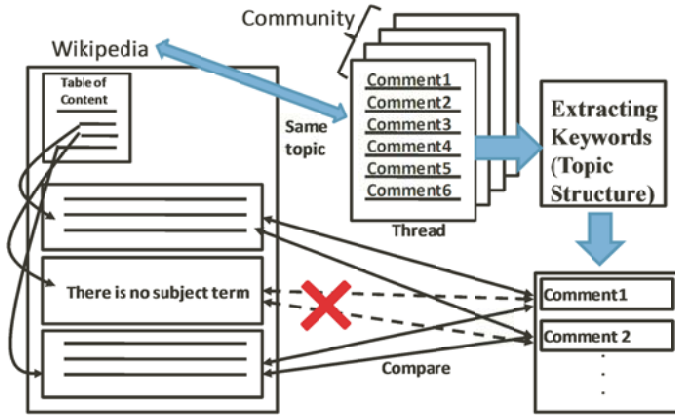 Community
Wikipedia
Table of
Content
Same
topic
Comment1
Comment2
Comment3
Comment4
Comment5
Comment6
Thread
Extracting
Keywords
(Topic
Structure)
There is no subject term
Compare
Comment1
Comment 2